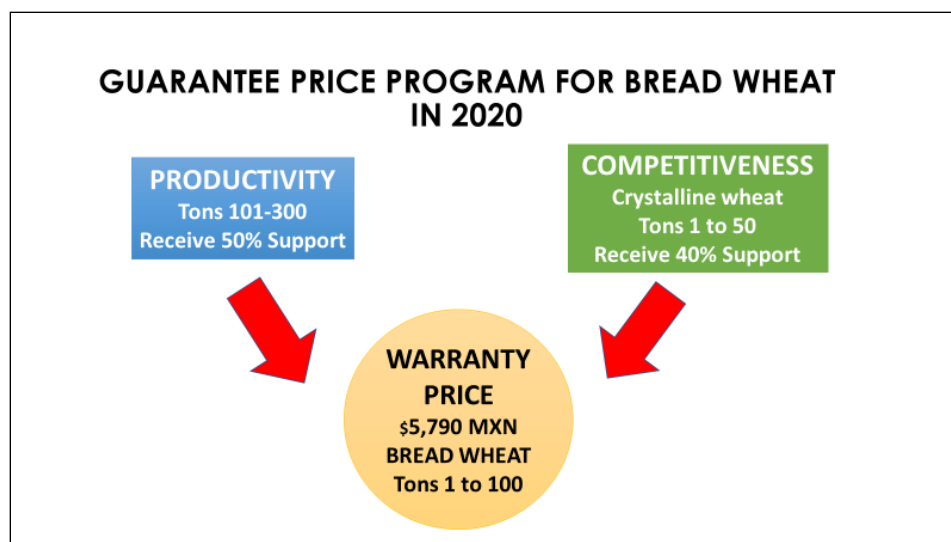 GUARANTEE PRICE PROGRAM FOR BREAD WHEAT
IN 2020
PRODUCTIVITY
Tons 101-300
Receive 50% Support
COMPETITIVENESS
Crystalline wheat
Tons 1 to 50
Receive 40% Support
WARRANTY
PRICE
$5,790 MXN
BREAD WHEAT
Tons 1 to 100